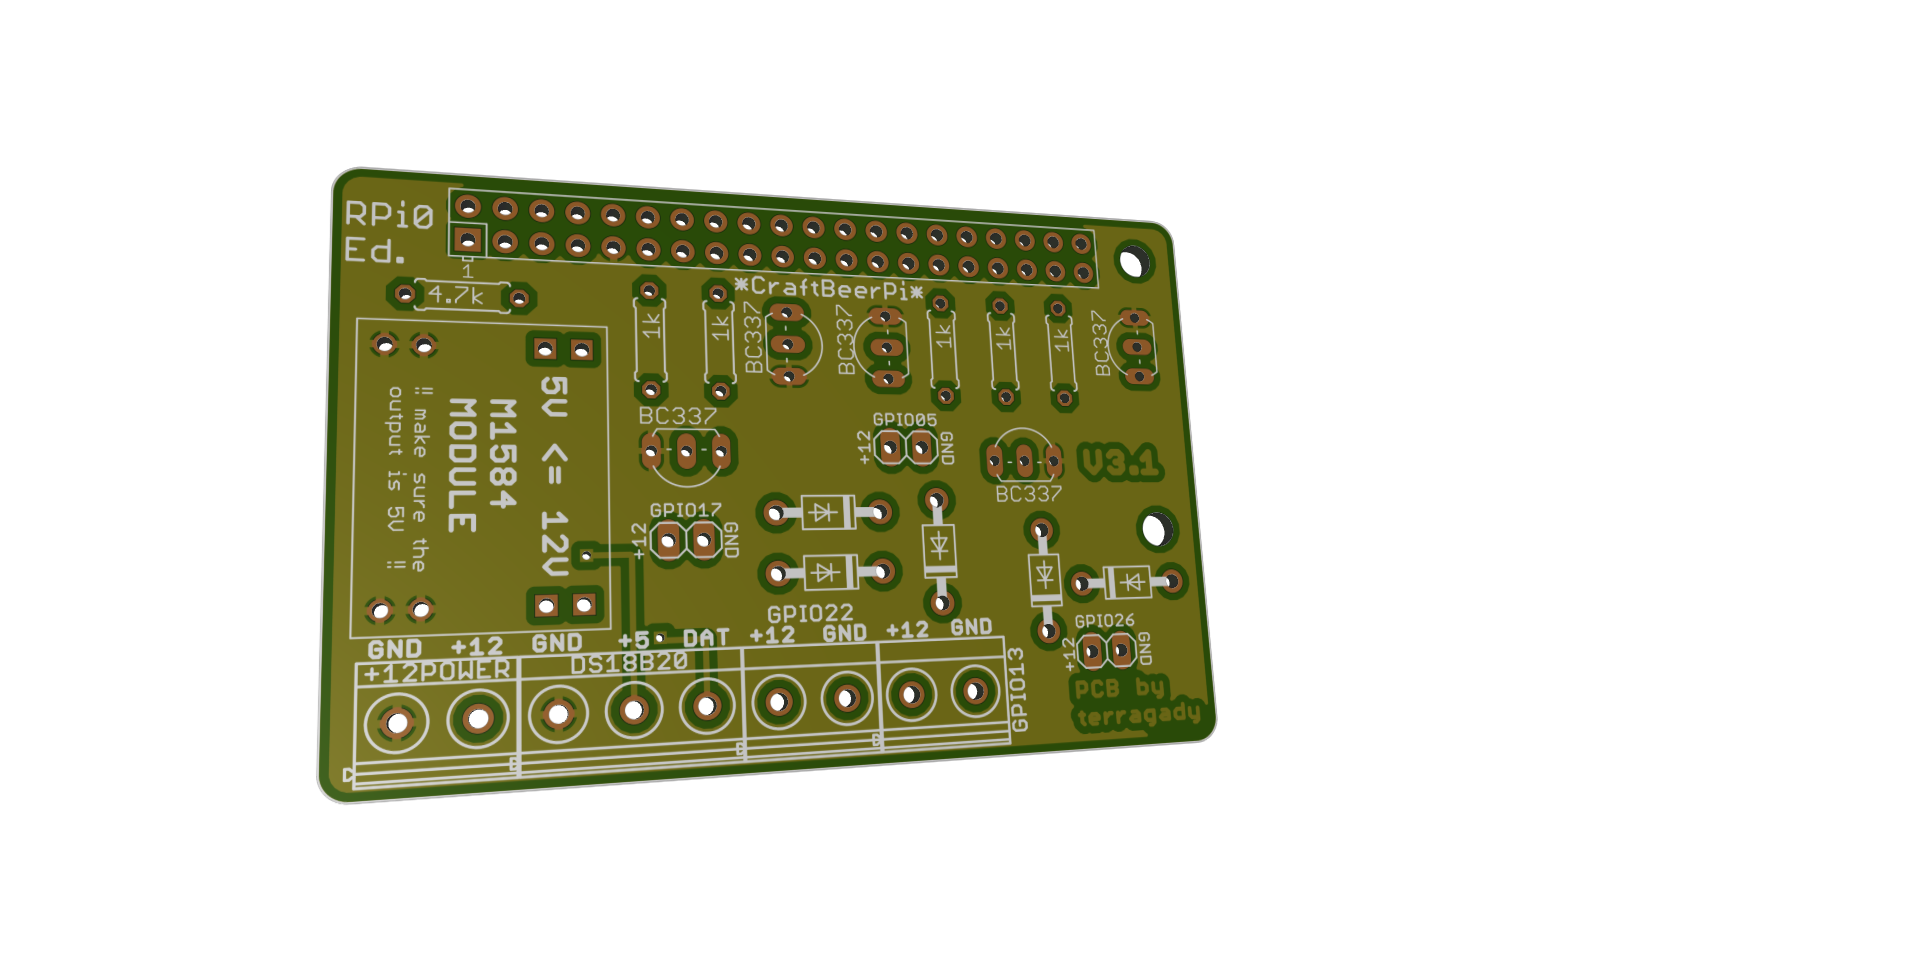 RPi0
Ed.
1
4.7k
*CraftBeerPi*
1k
1k
BC337
BC337
1k
1k
1k
BC337
5V <= 12V
M1584
MODULE
!! make sure the
output is 5V !!
BC337
GPIO05
+12
GND
BC337
V3.1
GPIO17
+12
GND
GPIO22
GPIO26
+12
GND
GND
+12
GND
+5
DAT
+12
GND
+12
GND
+12POWER
DS18B20
GPIO13
PCB by
terragady